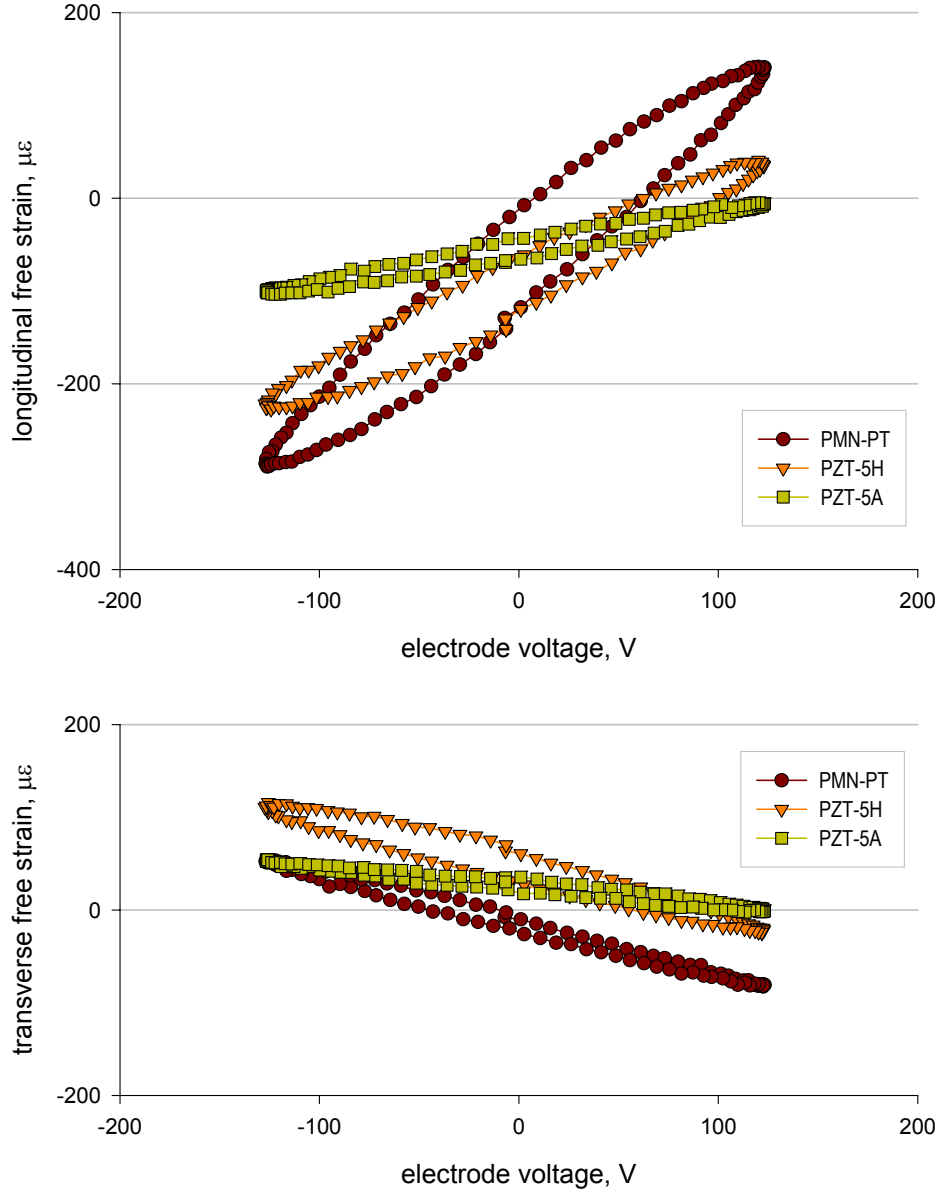 200
0
-200
-400
-200
-100
0
100
200
longitudinal free strain, με
electrode voltage, V
PMN-PT
PZT-5H
PZT-5A
200
0
-200
-200
-100
0
100
200
transverse free strain, με
electrode voltage, V
PMN-PT
PZT-5H
PZT-5A